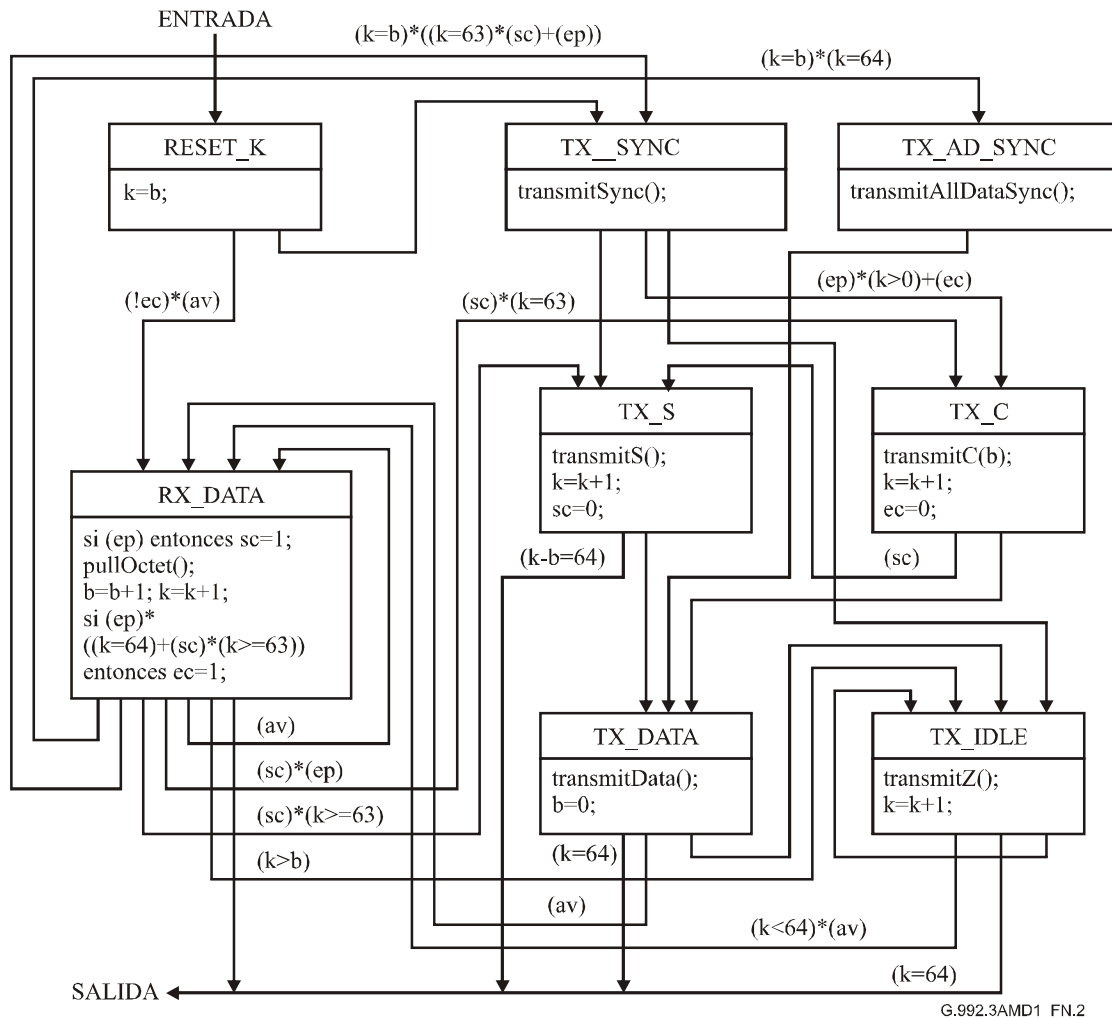 ENTRADA
(k=b)*((k=63)*(sc)+(ep))
(k=b)*(k=64)
RESET_K
k=b;
TX__SYNC
transmitSync();
TX_AD_SYNC
transmitAllDataSync();
(!ec)*(av)
(sc)*(k=63)
(ep)*(k>0)+(ec)
TX_S
transmitS();
k=k+1;
sc=0;
TX_C
transmitC(b);
k=k+1;
ec=0;
RX_DATA
si (ep) entonces sc=1;
pullOctet();
b=b+1; k=k+1;
si (ep)*
((k=64)+(sc)*(k>=63))
entonces ec=1;
(k-b=64)
(sc)
(av)
(sc)*(ep)
(sc)*(k>=63)
(k>b)
TX_DATA
transmitData();
b=0;
TX_IDLE
transmitZ();
k=k+1;
(k=64)
(av)
(k<64)*(av)
(k=64)
SALIDA
G.992.3AMD1_FN.2